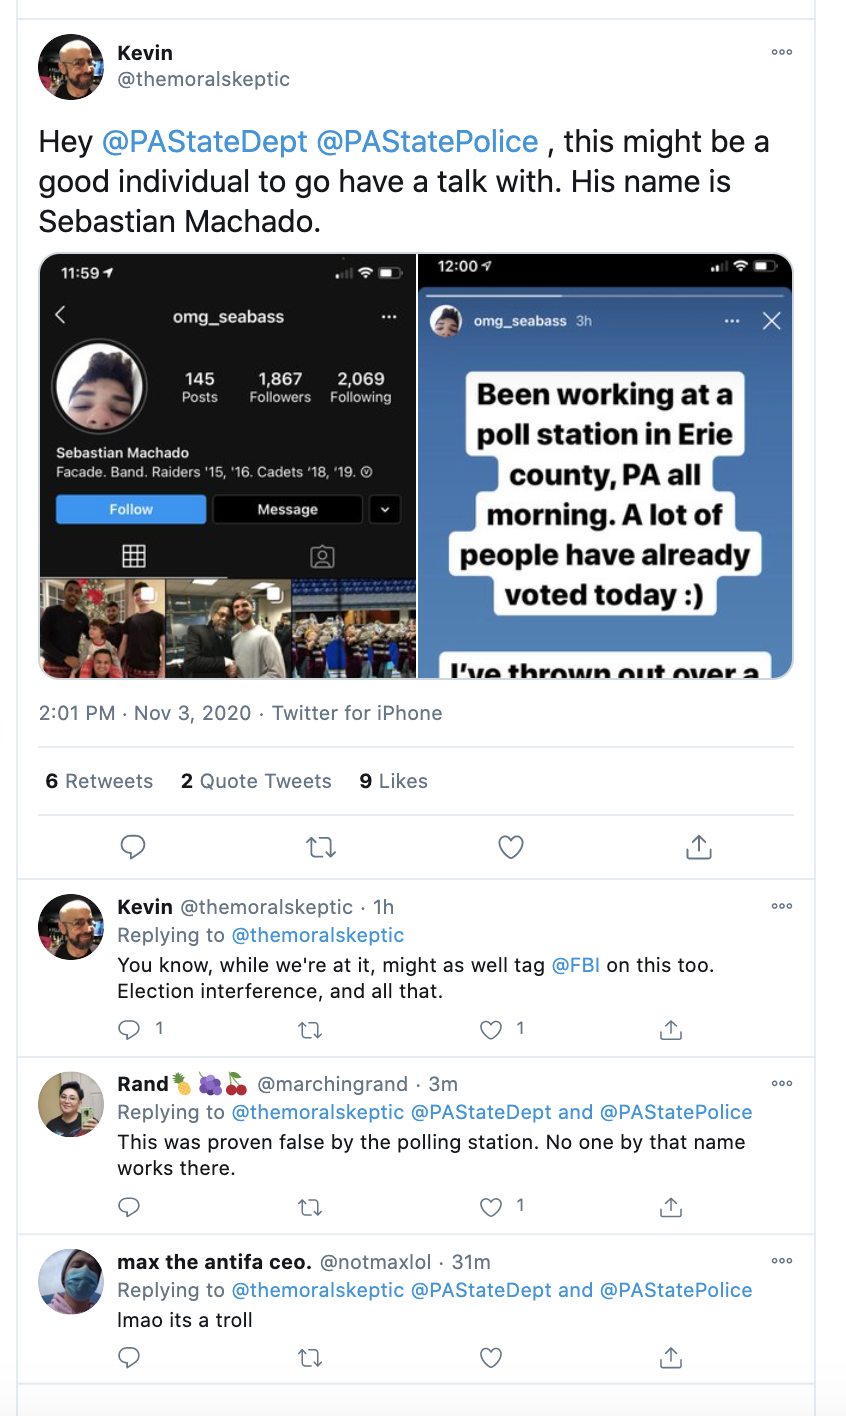 Kevin
@themoralskeptic
Hey @PAStateDept @PAStatePolice , this might be a
good individual to go have a talk with. His name is
Sebastian Machado.
11:59
omg_seabass
145 1,867 2,069
Posts Followers Following
Sebastian Machado
Facade. Band. Raiders '15, '16. Cadets '18, '19.
Follow Message
12:00
omg_seabass 3h
Been working at a
poll station in Erie
county, PA all
morning. A lot of
people have already
voted today :)
I've thrown out over a
2:01 PM · Nov 3, 2020 · Twitter for iPhone
6 Retweets 2 Quote Tweets 9 Likes
Kevin @themoralskeptic · 1h
Replying to @themoralskeptic
You know, while we're at it, might as well tag @FBI on this too.
Election interference, and all that.
1 1
Rand🍍🍇🍒 @marchingrand · 3m
Replying to @themoralskeptic @PAStateDept and @PAStatePolice
This was proven false by the polling station. No one by that name
works there.
1
max the antifa ceo. @notmaxlol · 31m
Replying to @themoralskeptic @PAStateDept and @PAStatePolice
lmao its a troll